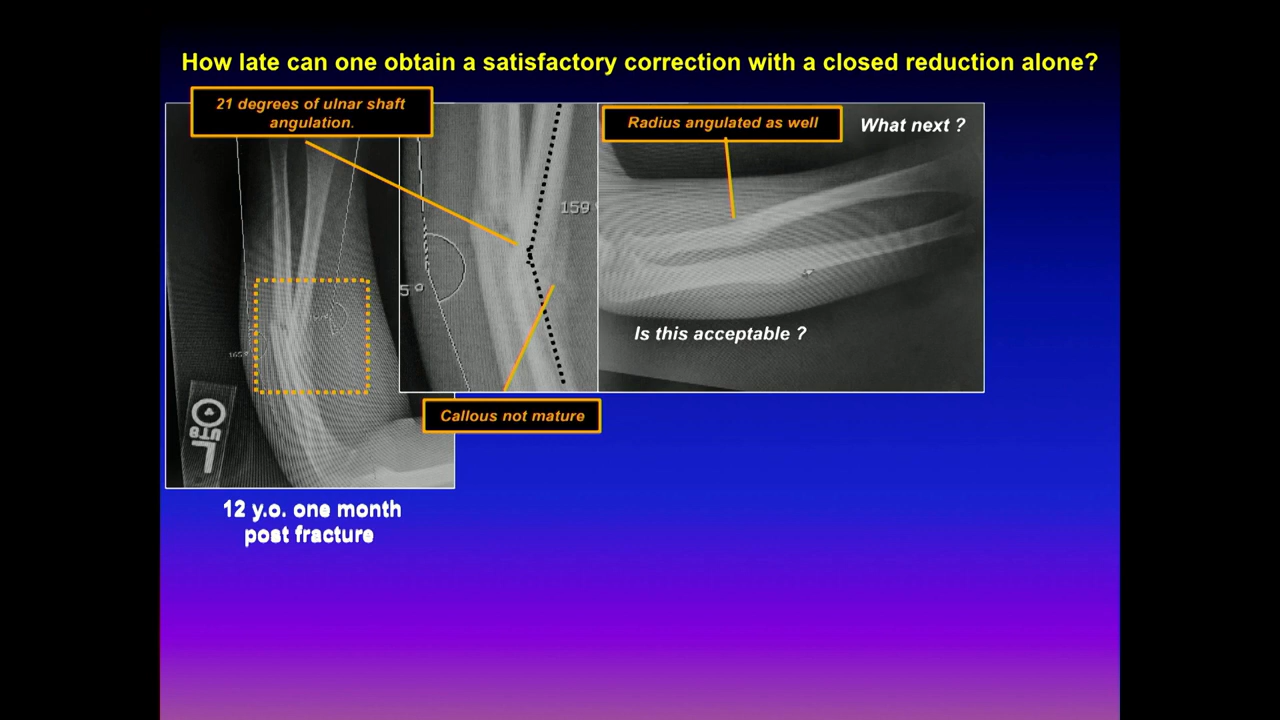 How late can one obtain a satisfactory correction with a closed reduction alone?
21 degrees of ulnar shaft
angulation.
Radius angulated as well
What next ?
159
5°
165
Is this acceptable ?
Callous not mature
12 y.o. one month
post fracture